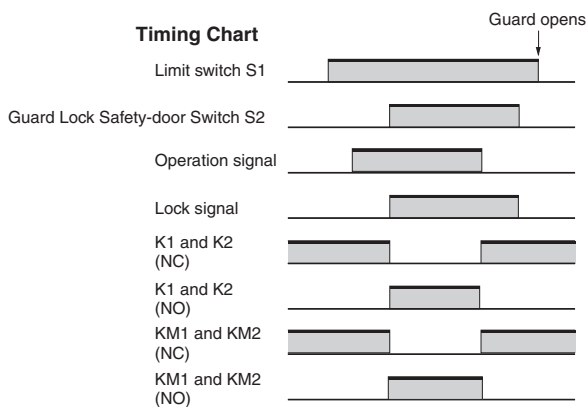 Guard opens
Timing Chart
Limit switch S1
Guard Lock Safety-door Switch S2
Operation signal
Lock signal
K1 and K2
(NC)
K1 and K2
(NO)
KM1 and KM2
(NC)
KM1 and KM2
(NO)